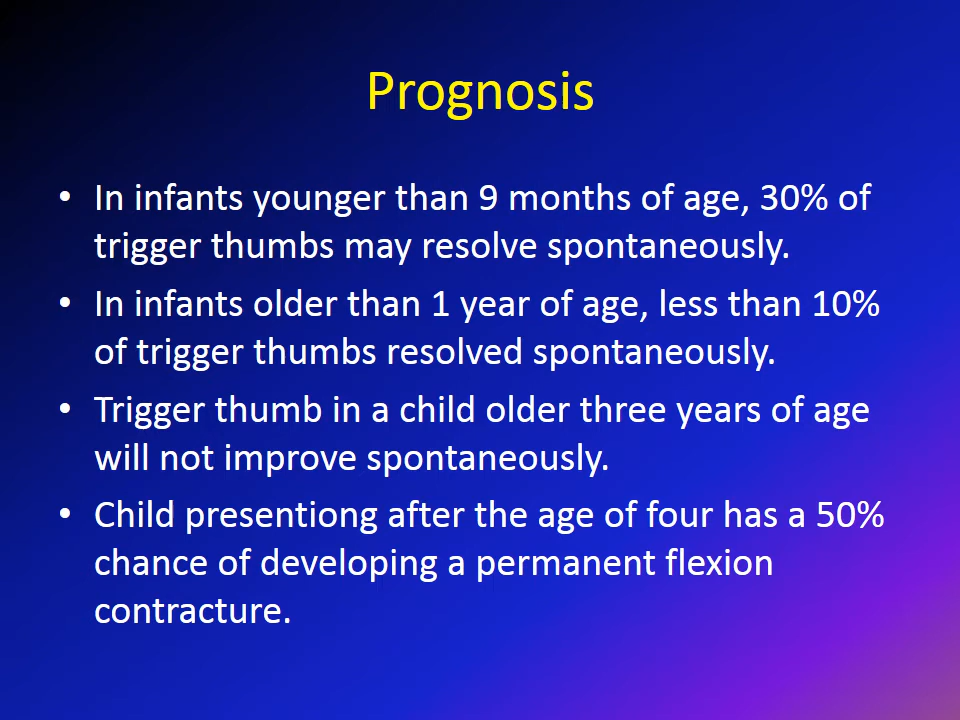 Prognosis
• In infants younger than 9 months of age, 30% of
trigger thumbs may resolve spontaneously.
• In infants older than 1 year of age, less than 10%
of trigger thumbs resolved spontaneously.
• Trigger thumb in a child older three years of age
will not improve spontaneously.
• Child presentiong after the age of four has a 50%
chance of developing a permanent flexion
contracture.